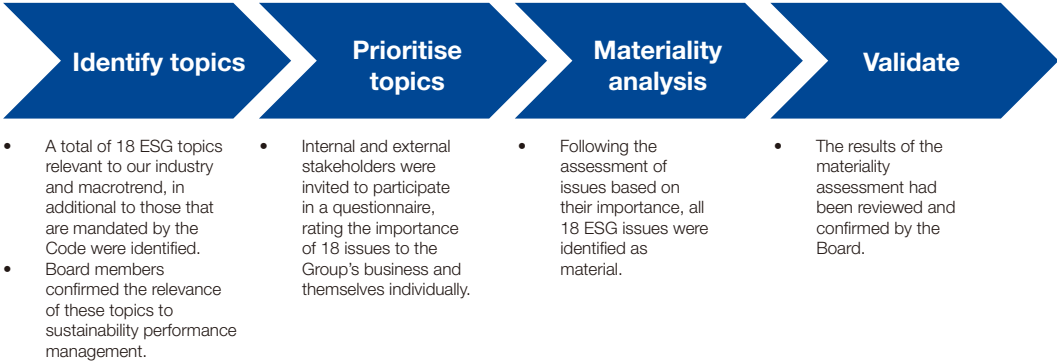 Identify topics
• A total of 18 ESG topics
relevant to our industry
and macrotrend, in
additional to those that
are mandated by the
Code were identified.
• Board members
confirmed the relevance
of these topics to
sustainability performance
management.
Prioritise
topics
• Internal and external
stakeholders were
invited to participate
in a questionnaire,
rating the importance
of 18 issues to the
Group's business and
themselves individually.
Materiality
analysis
• Following the
assessment of
issues based on
their importance, all
18 ESG issues were
identified as
material.
Validate
• The results of the
materiality
assessment had
been reviewed and
confirmed by the
Board.